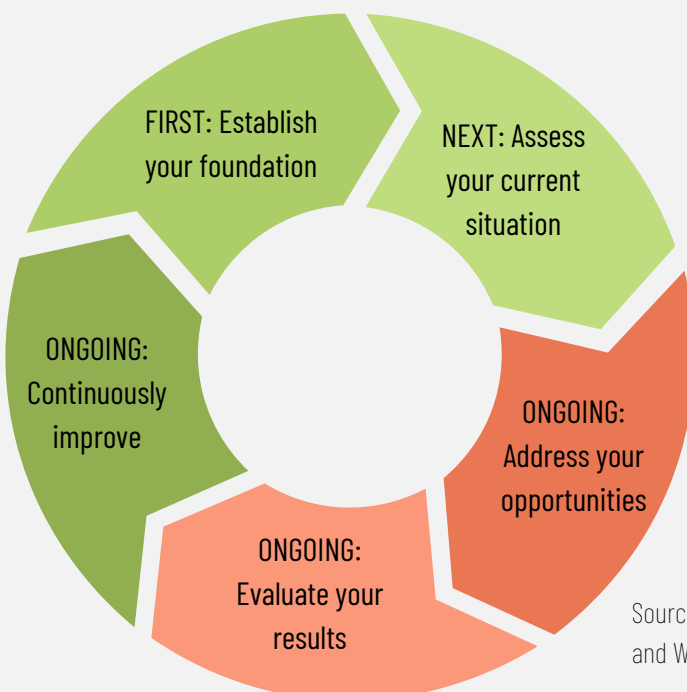 FIRST: Establish
your foundation
NEXT: Assess
your current
situation
ONGOING:
Address your
opportunities
ONGOING:
Evaluate your
results
ONGOING:
Continuously
improve
and